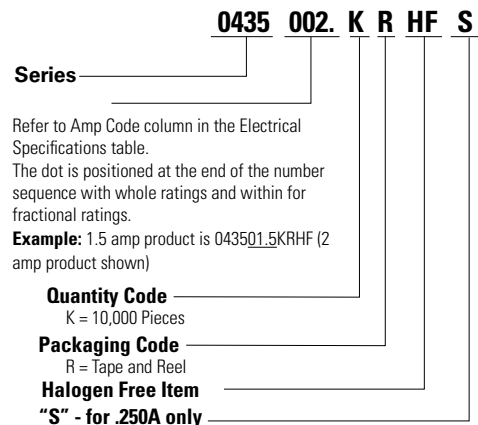 0435 002. K R HF S
Series
Refer to Amp Code column in the Electrical
Specifications table.
The dot is positioned at the end of the number
sequence with whole ratings and within for
fractional ratings.
Example: 1.5 amp product is 043501.5KRHF (2
amp product shown)
Quantity Code
K = 10,000 Pieces
Packaging Code
R = Tape and Reel
Halogen Free Item
“S” - for .250A only